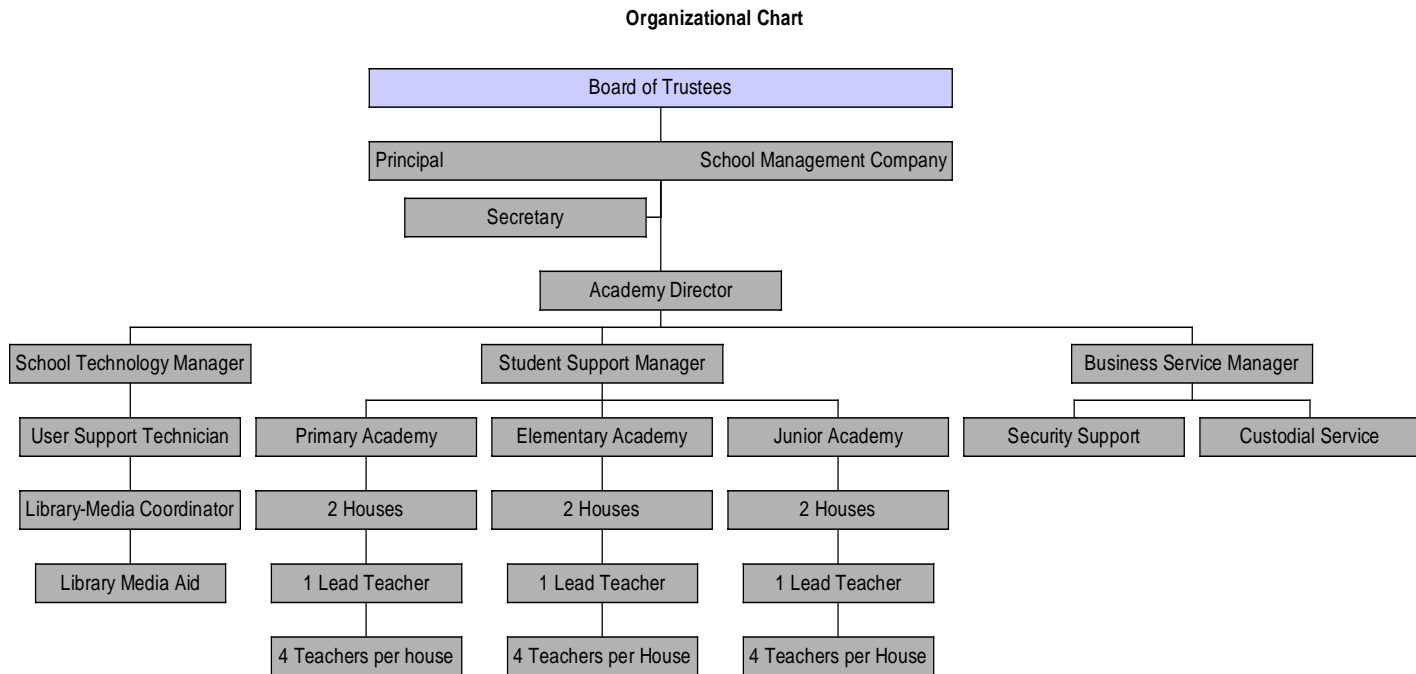 Organizational Chart
Board of Trustees
Principal School Management Company
Secretary
Academy Director
School Technology Manager
Student Support Manager
Business Service Manager
User Support Technician
Primary Academy
Elementary Academy
Junior Academy
Security Support
Custodial Service
Library-Media Coordinator
2 Houses
2 Houses
2 Houses
Library Media Aid
1 Lead Teacher
1 Lead Teacher
1 Lead Teacher
4 Teachers per house
4 Teachers per House
4 Teachers per House